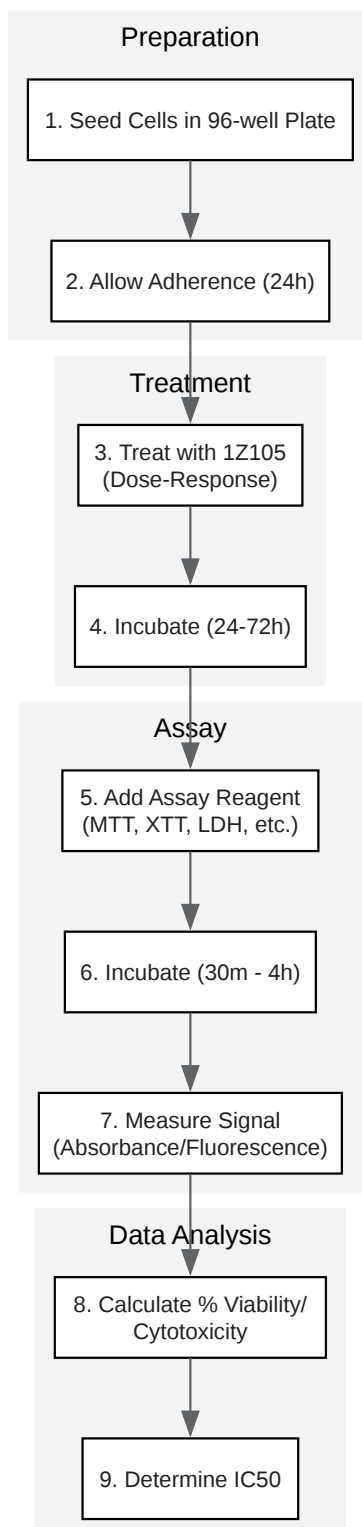 Preparation
1. Seed Cells in 96-well Plate
2. Allow Adherence (24h)
Treatment
3. Treat with 1Z105
(Dose-Response)
4. Incubate (24-72h)
Assay
5. Add Assay Reagent
(MTT, XTT, LDH, etc.)
6. Incubate (30m - 4h)
7. Measure Signal
(Absorbance/Fluorescence)
Data Analysis
8. Calculate % Viability/
Cytotoxicity
9. Determine IC50